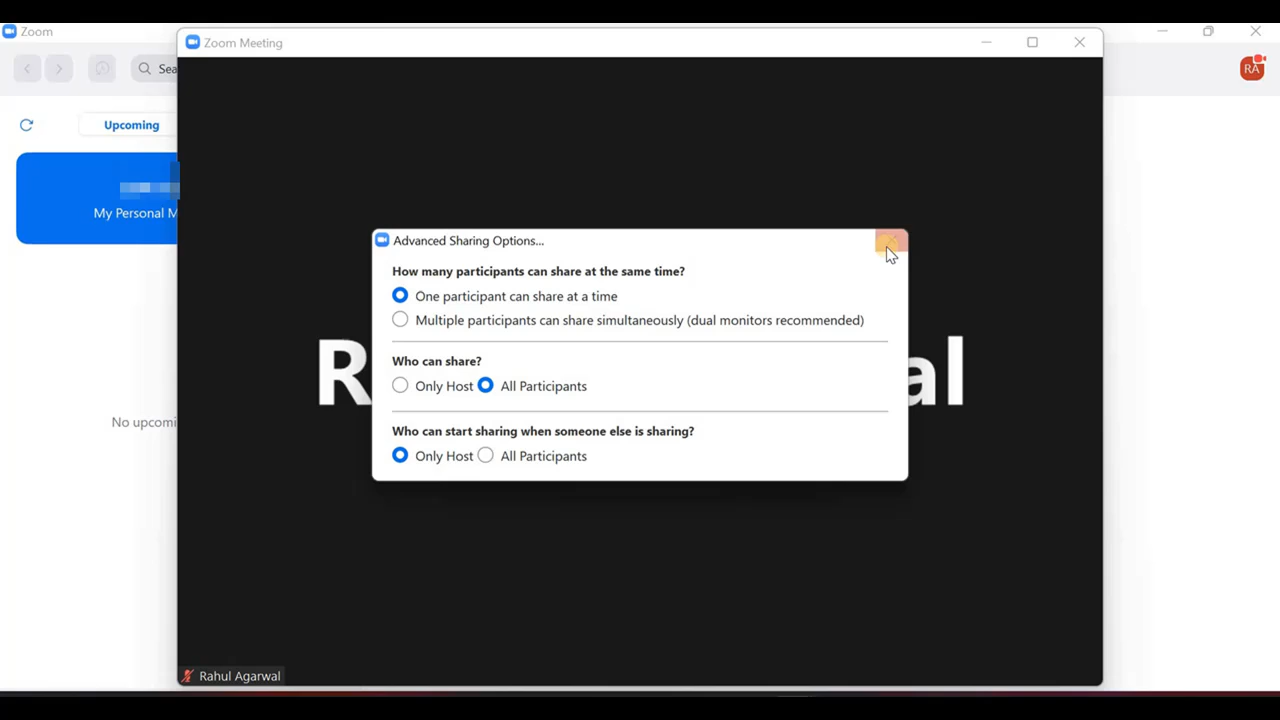 Zoom
Zoom Meeting
RA
Upcoming
My Personal M
No upcomi
Advanced Sharing Options...
How many participants can share at the same time?
One participant can share at a time
Multiple participants can share simultaneously (dual monitors recommended)
Who can share?
Only Host All Participants
Who can start sharing when someone else is sharing?
Only Host All Participants
R
al
Rahul Agarwal